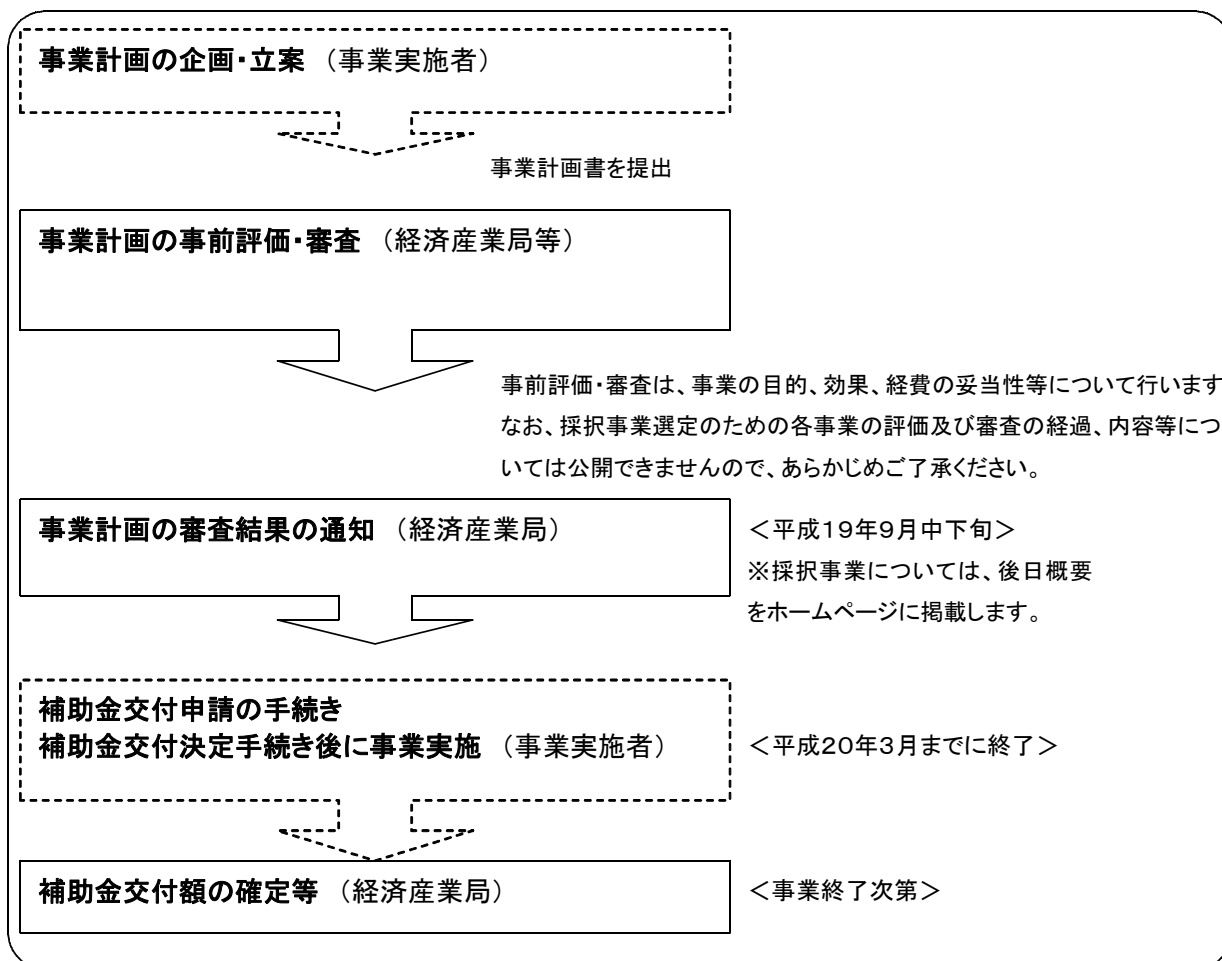 事業計画の企画・立案 （事業実施者）
事業計画書を提出
事業計画の事前評価・審査 （経済産業局等）
事前評価・審査は、事業の目的、効果、経費の妥当性等について行います
なお、採択事業選定のための各事業の評価及び審査の経過、内容等につ
いては公開できませんので、あらかじめご了承ください。
事業計画の審査結果の通知 （経済産業局）
＜平成１９年９月中下旬＞
※採択事業については、後日概要
をホームページに掲載します。
補助金交付申請の手続き
補助金交付決定手続き後に事業実施 （事業実施者）
＜平成２０年３月までに終了＞
補助金交付額の確定等 （経済産業局）
＜事業終了次第＞